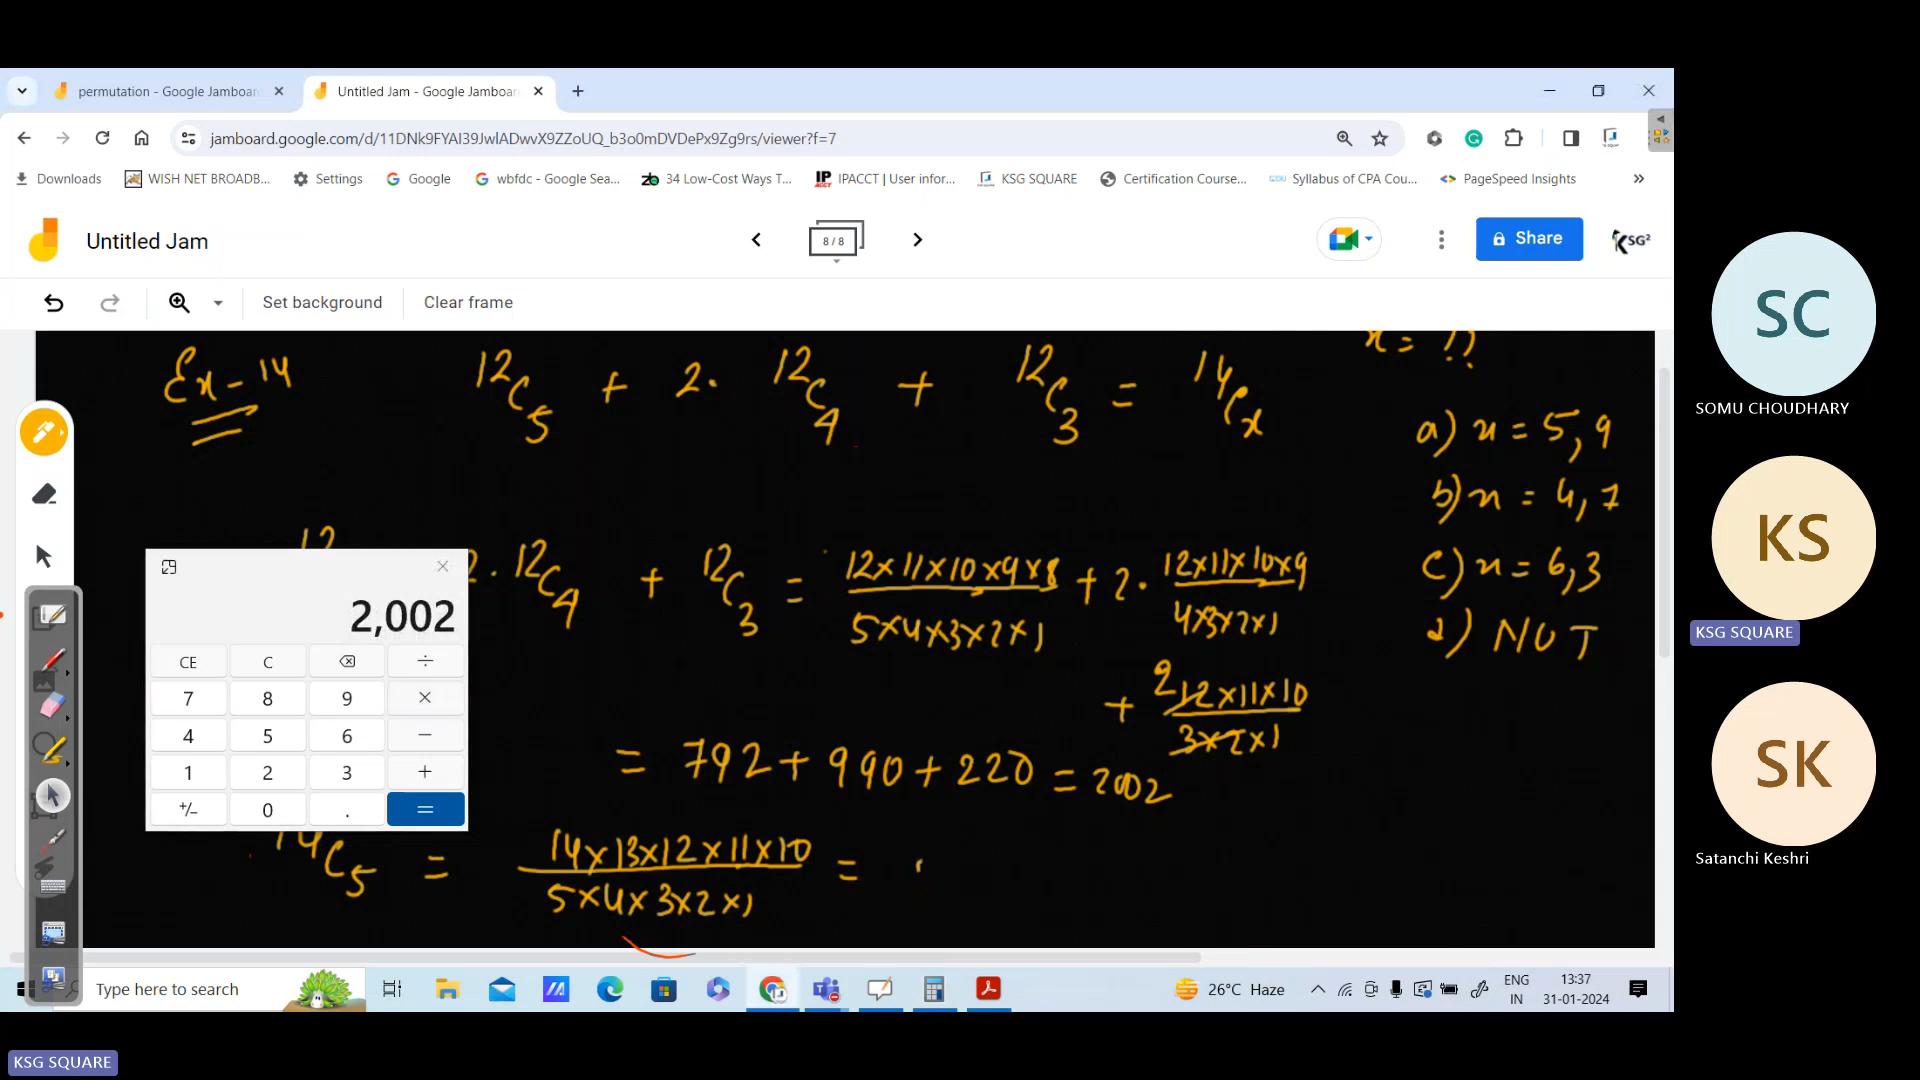 permutation - Google Jamboard
Untitled Jam - Google Jamboard
jamboard.google.com/d/11DNk9FYAI39JwlADwvX9ZZoUQ_b3o0mDVDePx9Zg9rs/viewer?f=7
Downloads WISH NET BROADB... Settings Google wbfdc - Google Sea... 34 Low-Cost Ways T... IPACCT | User infor... KSG SQUARE Certification Course... Syllabus of CPA Cou... PageSpeed Insights »
Untitled Jam 8 / 8 Share KSG²
Set background Clear frame
x = ??
Ex - 14 ¹²C₅ + 2. ¹²C₄ + ¹²C₃ = ¹⁴Cₓ
a) x = 5, 9
b) x = 4, 7
c) x = 6, 3
d) NOT
12 2 . ¹²C₄ + ¹²C₃ = 12×11×10×9×8 / 5×4×3×2×1 + 2. 12×11×10×9 / 4×3×2×1
+ 2 12×11×10 / 3×2×1
= 792 + 990 + 220 = 2002
¹⁴C₅ = 14×13×12×11×10 / 5×4×3×2×1 =
2,002
CE C ÷
7 8 9 ×
4 5 6 −
1 2 3 +
+/− 0 . =
Type here to search
26°C Haze
ENG
IN
13:37
31-01-2024
SC
SOMU CHOUDHARY
KS
KSG SQUARE
SK
Satanchi Keshri
KSG SQUARE